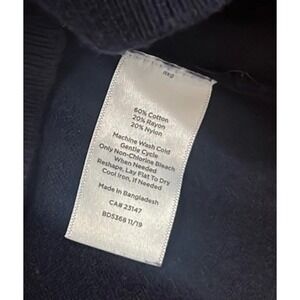 60% Cotton
20% Rayon
20% Nylon
Machine Wash Cold
Gentle Cycle
Only Non-Chlorine Bleach
When Needed
Reshape, Lay Flat To Dry
Cool Iron, If Needed
Made In Bangladesh
CA# 23147
BD5368 11/19